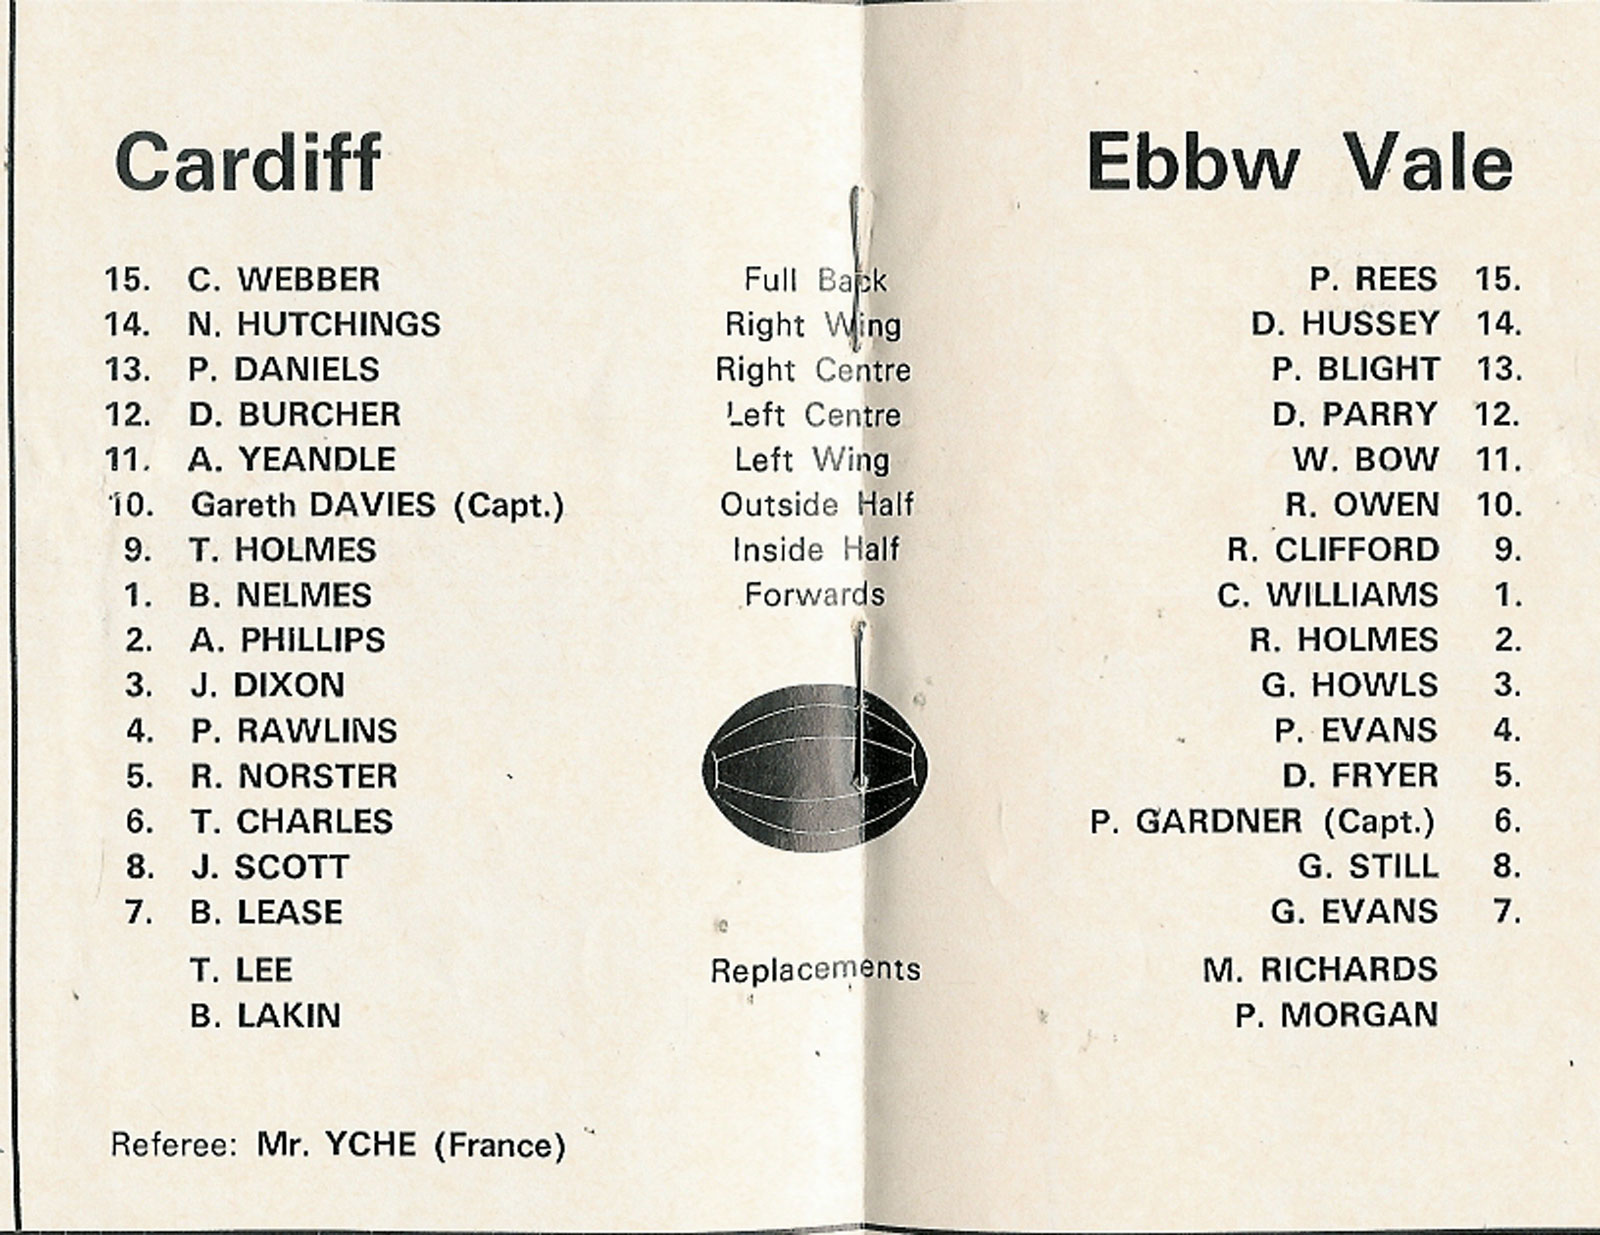 Cardiff Ebbw Vale
15. C. WEBBER Full Back P. REES 15.
14. N. HUTCHINGS Right Wing D. HUSSEY 14.
13. P. DANIELS Right Centre P. BLIGHT 13.
12. D. BURCHER Left Centre D. PARRY 12.
11. A. YEANDLE Left Wing W. BOW 11.
10. Gareth DAVIES (Capt.) Outside Half R. OWEN 10.
9. T. HOLMES Inside Half R. CLIFFORD 9.
1. B. NELMES Forwards C. WILLIAMS 1.
2. A. PHILLIPS R. HOLMES 2.
3. J. DIXON G. HOWLS 3.
4. P. RAWLINS P. EVANS 4.
5. R. NORSTER D. FRYER 5.
6. T. CHARLES P. GARDNER (Capt.) 6.
8. J. SCOTT G. STILL 8.
7. B. LEASE G. EVANS 7.
T. LEE Replacements M. RICHARDS
B. LAKIN P. MORGAN
Referee: Mr. YCHE (France)